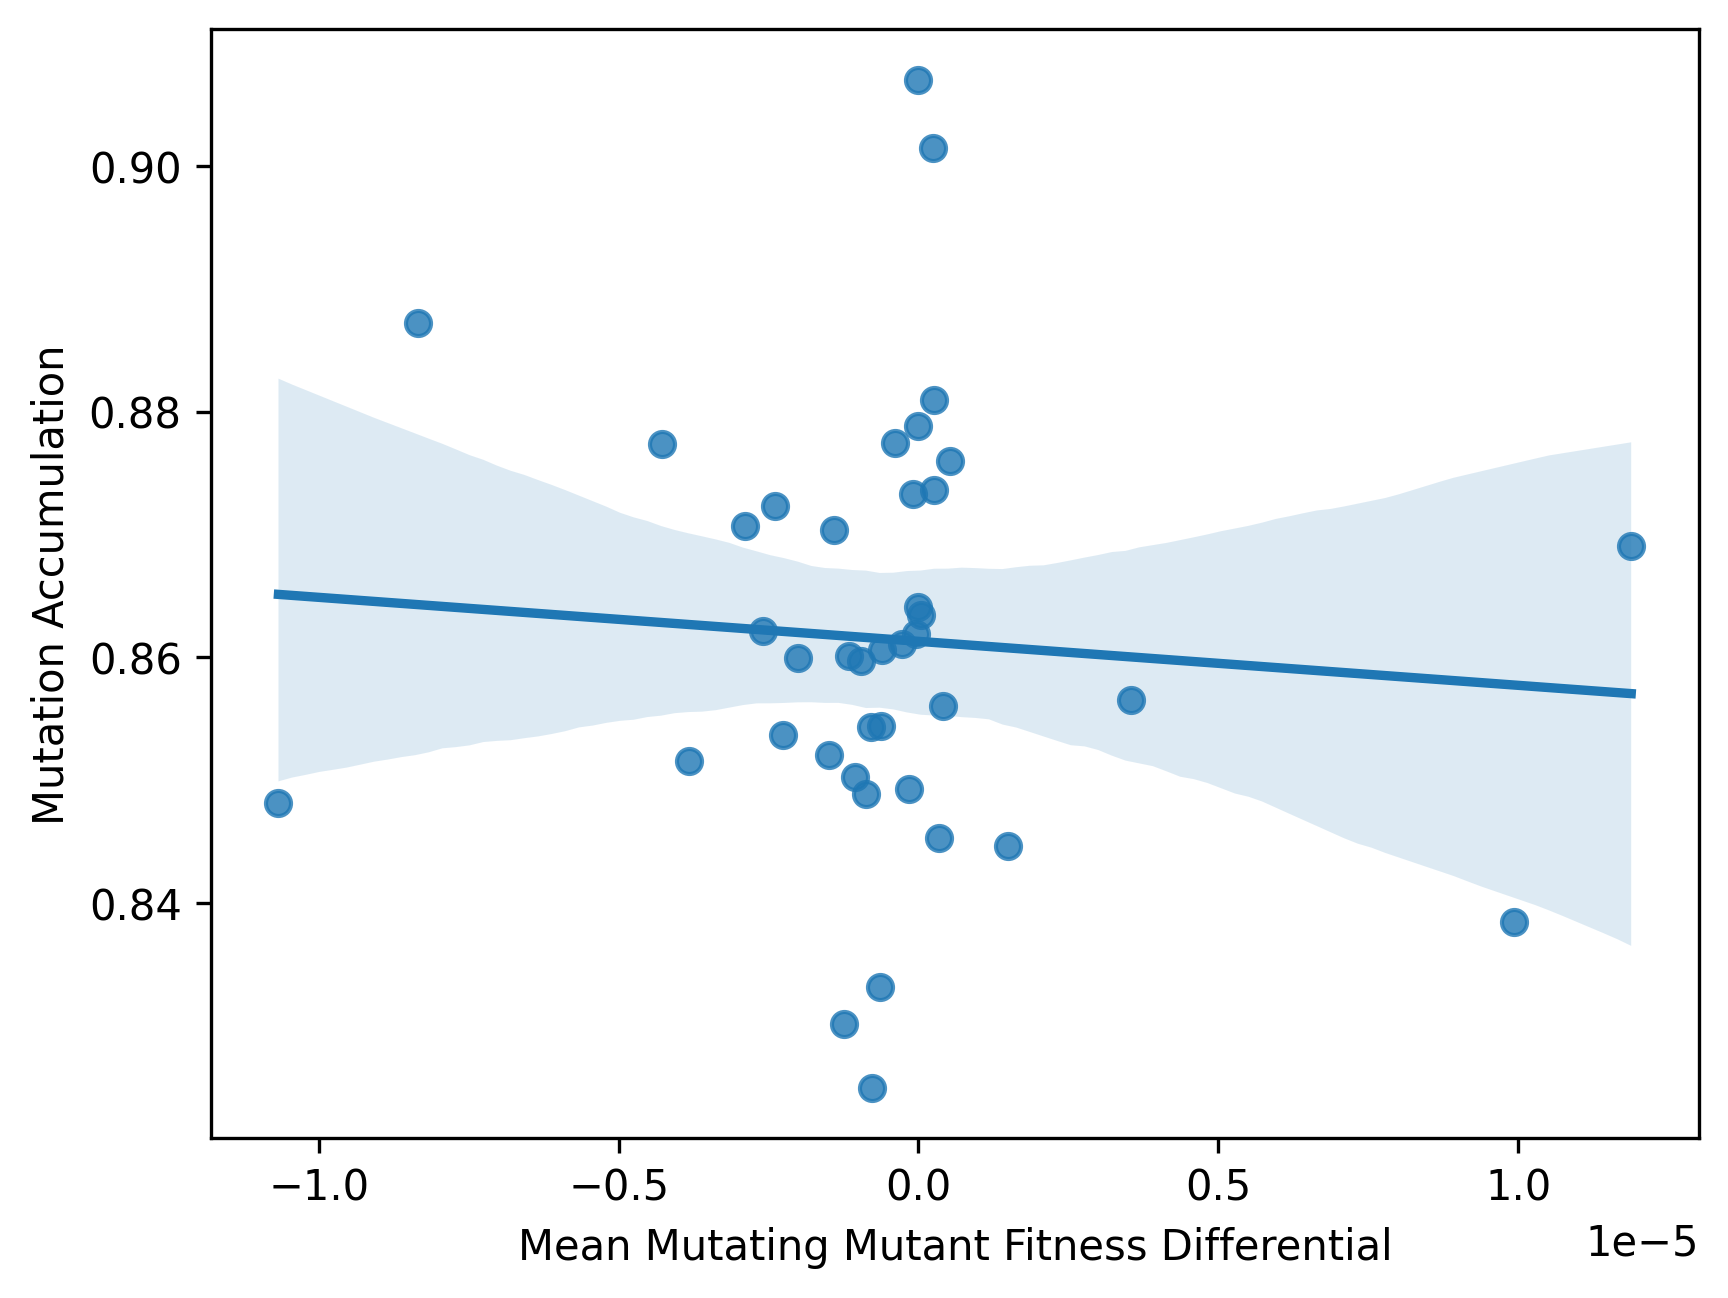 0.90
0.88
0.86
0.84
Mutation Accumulation
−1.0 −0.5 0.0 0.5 1.0
1e−5
Mean Mutating Mutant Fitness Differential